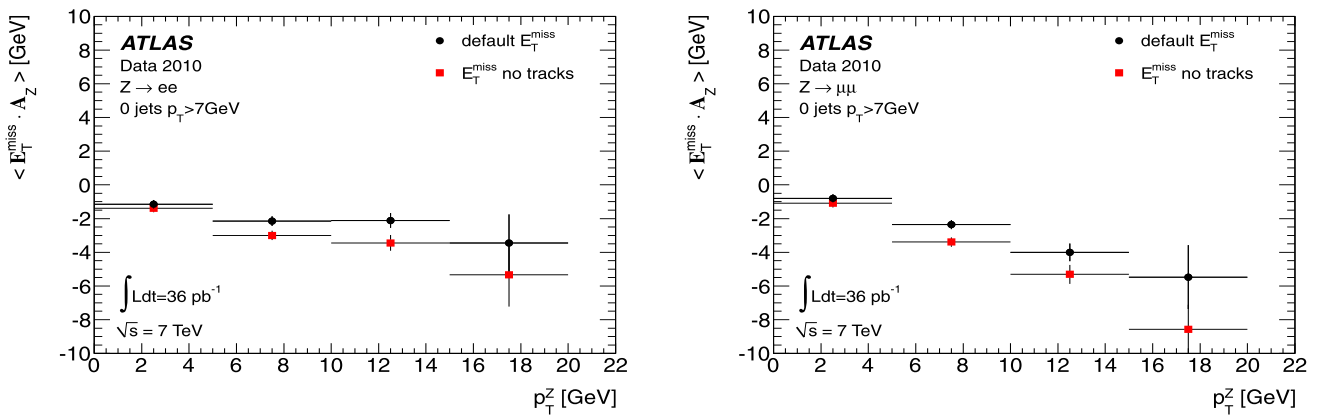 < E_T^miss · A_Z > [GeV]
10
8
6
4
2
0
-2
-4
-6
-8
-10
ATLAS
Data 2010
Z → ee
0 jets p_T>7GeV
default E_T^miss
E_T^miss no tracks
∫Ldt=36 pb^-1
√s = 7 TeV
0 2 4 6 8 10 12 14 16 18 20 22
p_T^Z [GeV]
< E_T^miss · A_Z > [GeV]
10
8
6
4
2
0
-2
-4
-6
-8
-10
ATLAS
Data 2010
Z → μμ
0 jets p_T>7GeV
default E_T^miss
E_T^miss no tracks
∫Ldt=36 pb^-1
√s = 7 TeV
0 2 4 6 8 10 12 14 16 18 20 22
p_T^Z [GeV]